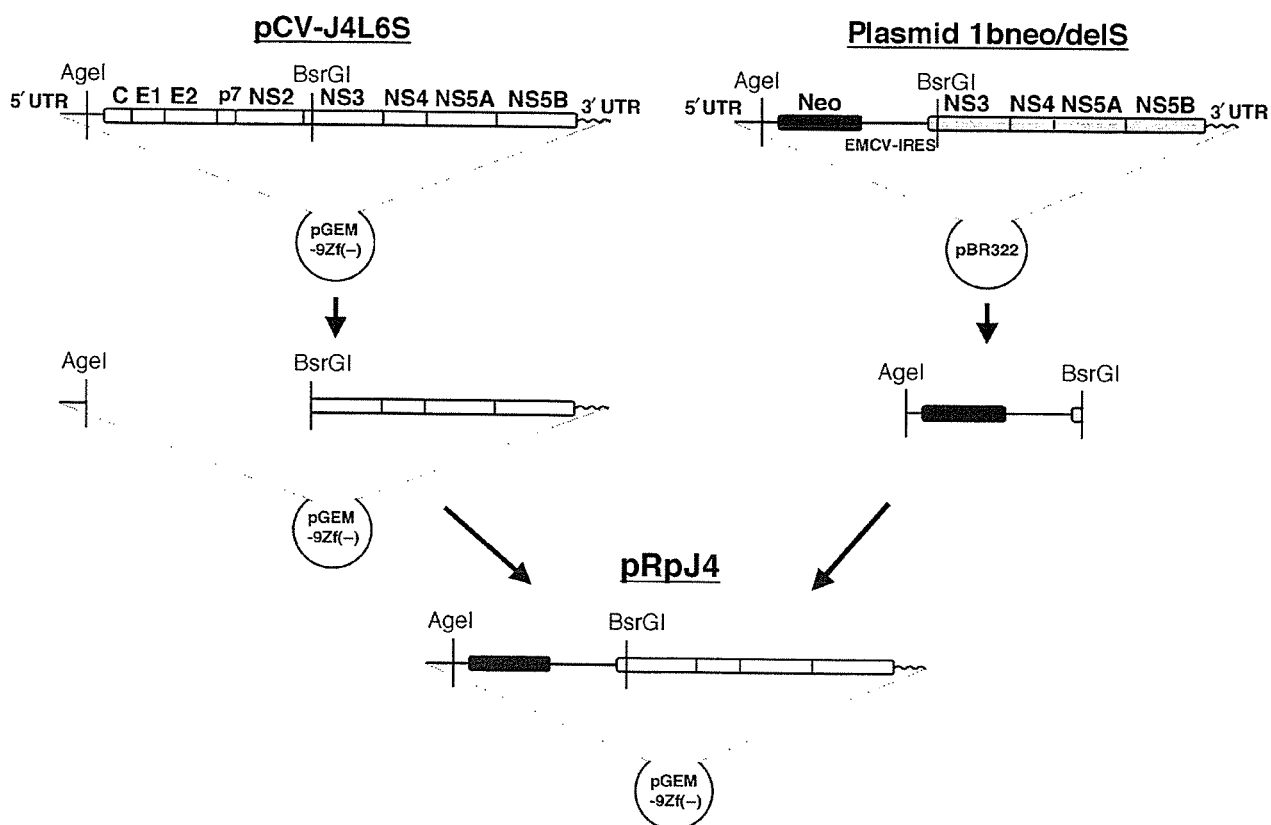 pCV-J4L6S
Plasmid 1bneo/delS
AgeI
BsrGI
5´ UTR
C E1 E2 p7 NS2 NS3 NS4 NS5A NS5B
3´ UTR
AgeI
BsrGI
5´ UTR
Neo
NS3 NS4 NS5A NS5B
3´ UTR
EMCV-IRES
pGEM
-9Zf(–)
pBR322
AgeI
BsrGI
AgeI
BsrGI
pGEM
-9Zf(–)
pRpJ4
AgeI
BsrGI
pGEM
-9Zf(–)